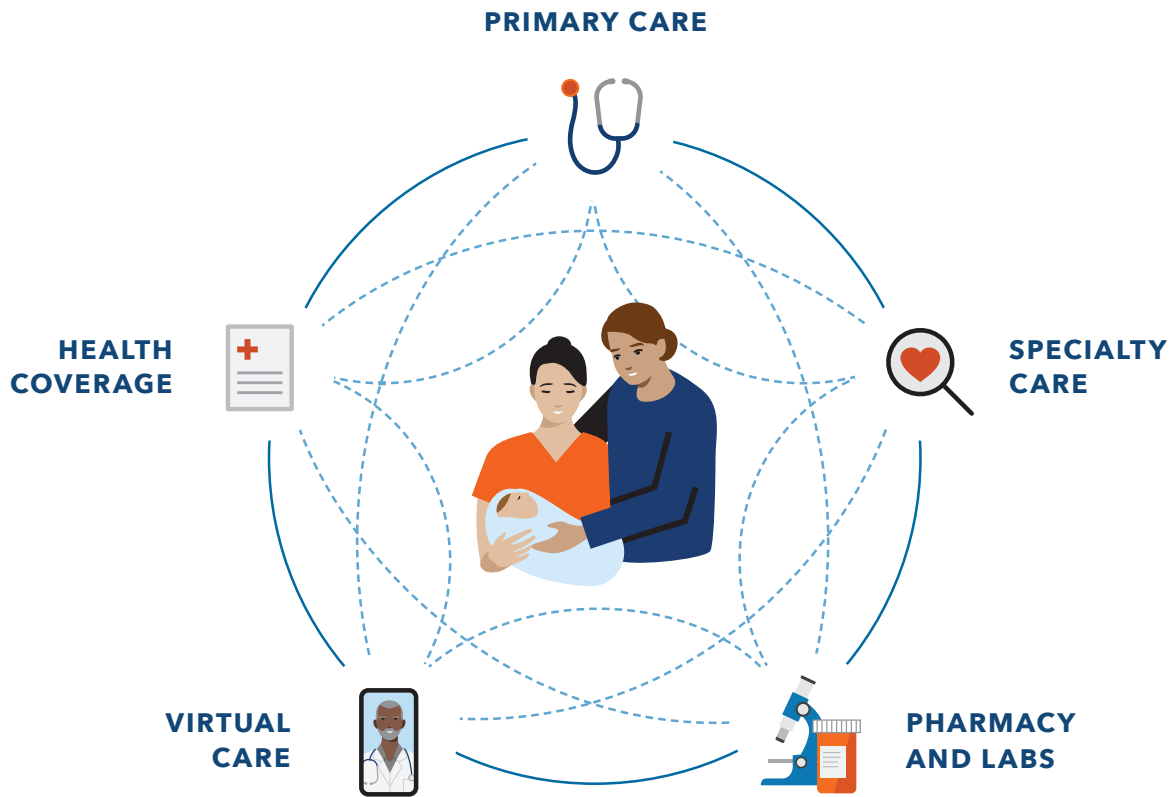 PRIMARY CARE
HEALTH
COVERAGE
SPECIALTY
CARE
VIRTUAL
CARE
PHARMACY
AND LABS